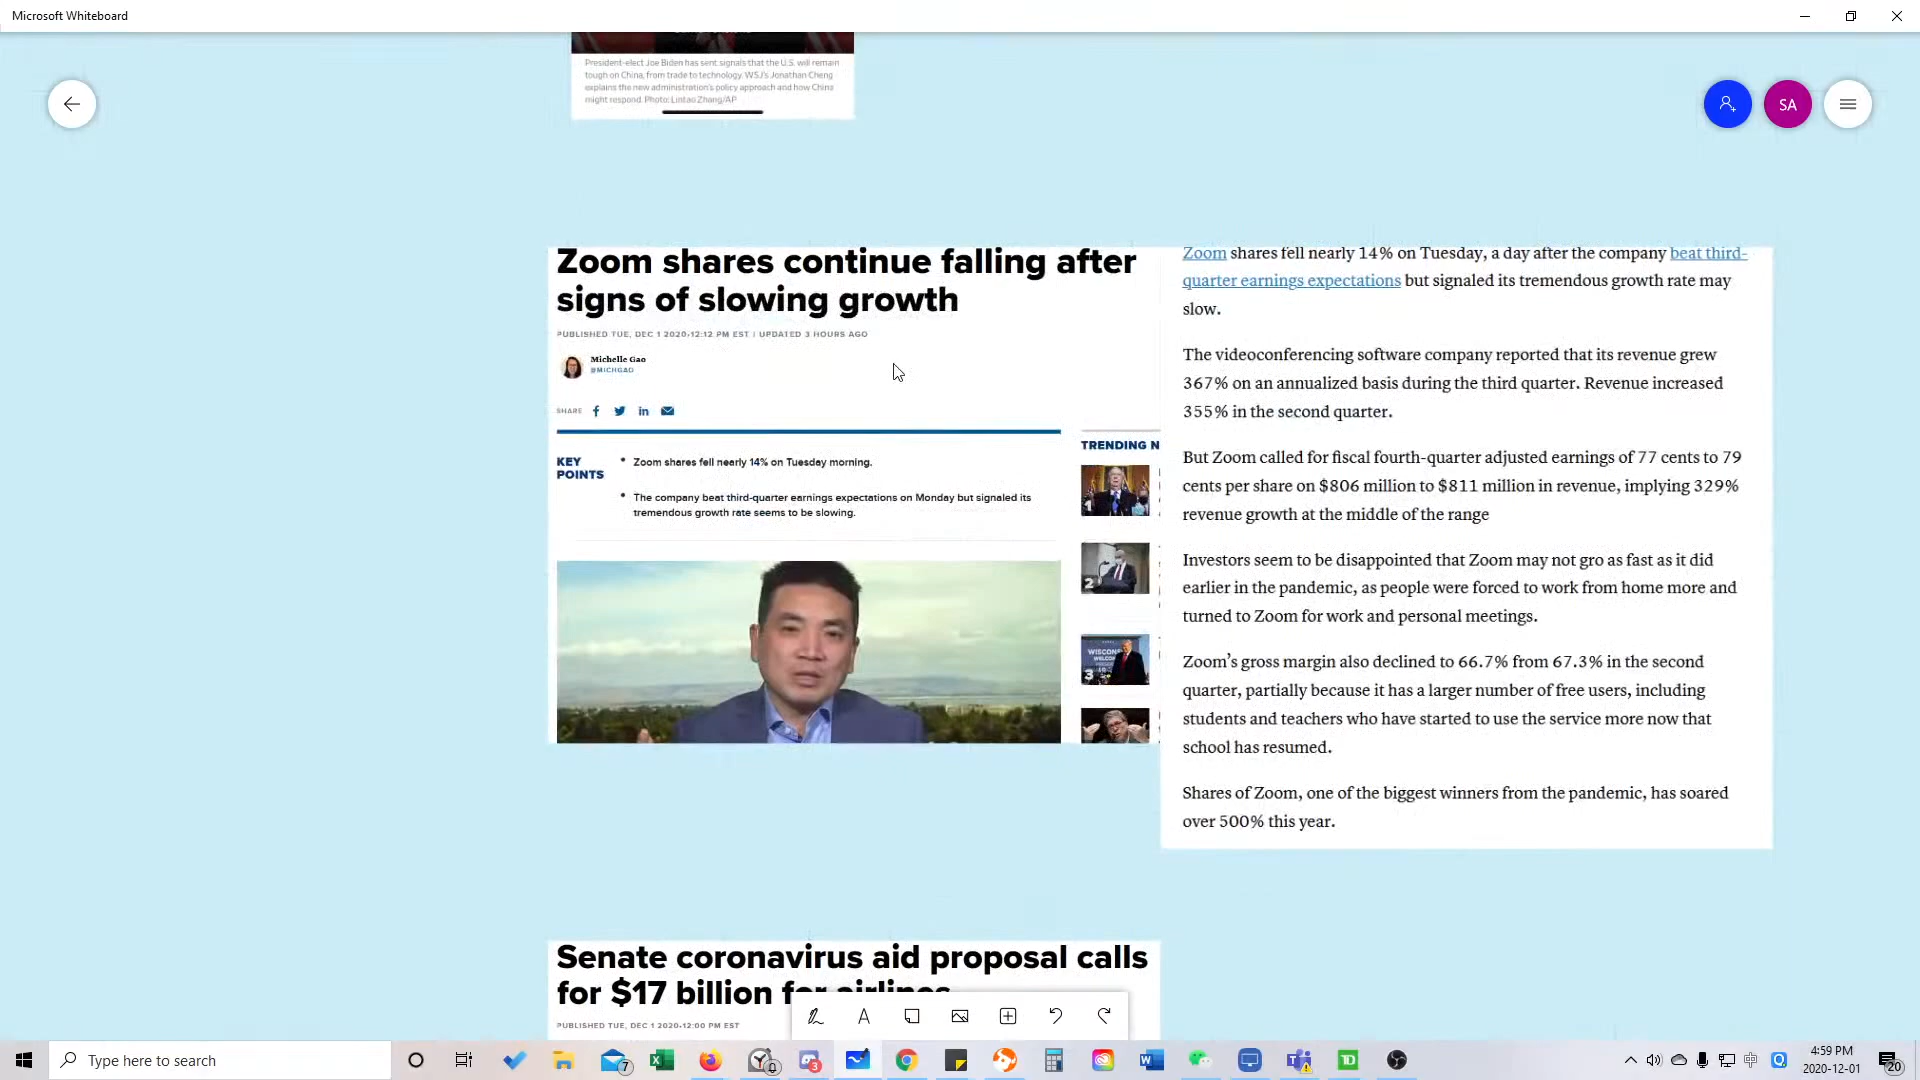 Microsoft Whiteboard
President-elect Joe Biden has sent signals that the U.S. will remain
tough on China, from trade to technology. WSJ's Jonathan Cheng
explains the new administration's policy approach and how China
might respond. Photo: Lintao Zhang/AP
SA
Zoom shares continue falling after
signs of slowing growth
PUBLISHED TUE, DEC 1 2020•12:12 PM EST | UPDATED 3 HOURS AGO
Michelle Gao
@MICHGAO
SHARE
KEY
POINTS
• Zoom shares fell nearly 14% on Tuesday morning.
• The company beat third-quarter earnings expectations on Monday but signaled its
tremendous growth rate seems to be slowing.
TRENDING N
1
2
WISCONS
WELCOM
3
Zoom shares fell nearly 14% on Tuesday, a day after the company beat third-
quarter earnings expectations but signaled its tremendous growth rate may
slow.
The videoconferencing software company reported that its revenue grew
367% on an annualized basis during the third quarter. Revenue increased
355% in the second quarter.
But Zoom called for fiscal fourth-quarter adjusted earnings of 77 cents to 79
cents per share on $806 million to $811 million in revenue, implying 329%
revenue growth at the middle of the range
Investors seem to be disappointed that Zoom may not gro as fast as it did
earlier in the pandemic, as people were forced to work from home more and
turned to Zoom for work and personal meetings.
Zoom's gross margin also declined to 66.7% from 67.3% in the second
quarter, partially because it has a larger number of free users, including
students and teachers who have started to use the service more now that
school has resumed.
Shares of Zoom, one of the biggest winners from the pandemic, has soared
over 500% this year.
Senate coronavirus aid proposal calls
for $17 billion for airlines
PUBLISHED TUE, DEC 1 2020•12:00 PM EST
Type here to search
7
3
4:59 PM
2020-12-01
20